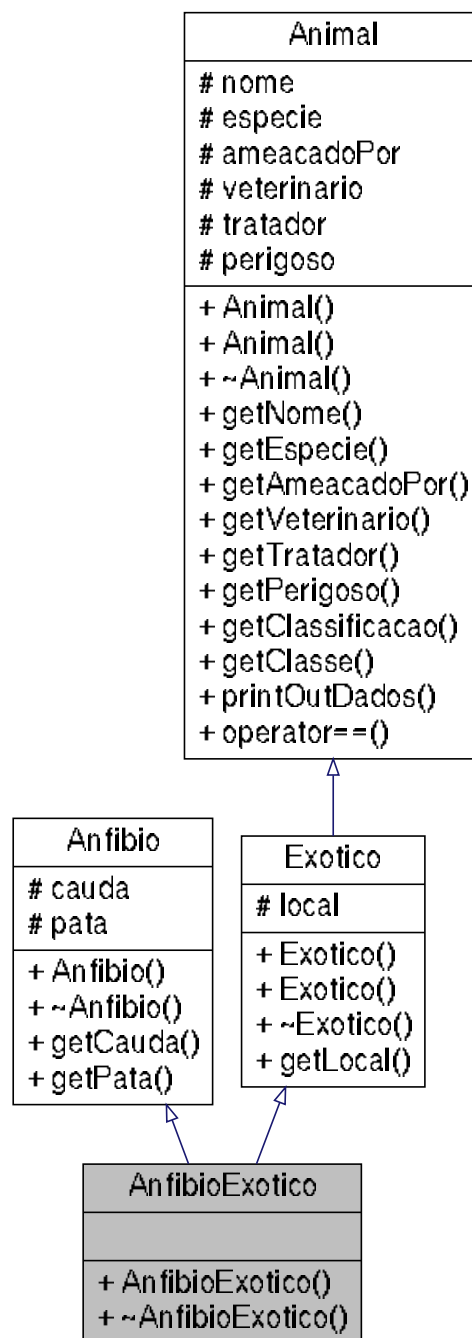 Animal
# nome
# especie
# ameacadoPor
# veterinario
# tratador
# perigoso
+ Animal()
+ Animal()
+ ~Animal()
+ getNome()
+ getEspecie()
+ getAmeacadoPor()
+ getVeterinario()
+ getTratador()
+ getPerigoso()
+ getClassificacao()
+ getClasse()
+ printOutDados()
+ operator==()
Anfibio
# cauda
# pata
+ Anfibio()
+ ~Anfibio()
+ getCauda()
+ getPata()
Exotico
# local
+ Exotico()
+ Exotico()
+ ~Exotico()
+ getLocal()
AnfibioExotico
+ AnfibioExotico()
+ ~AnfibioExotico()